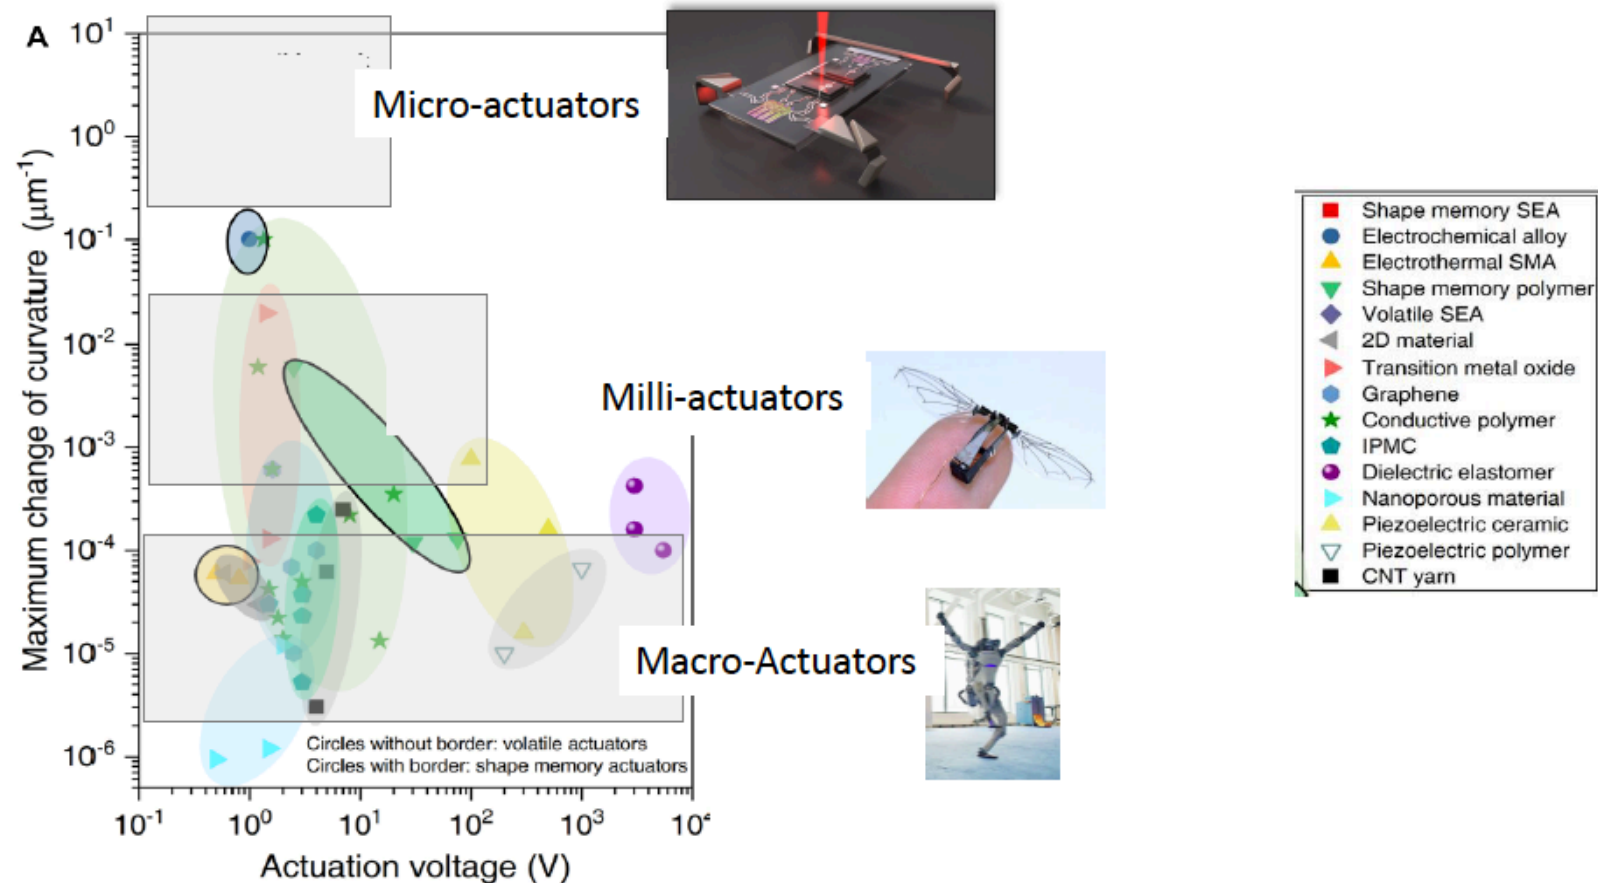 A
10¹
10⁰
10⁻¹
10⁻²
10⁻³
10⁻⁴
10⁻⁵
10⁻⁶
Maximum change of curvature (μm⁻¹)
Micro-actuators
Milli-actuators
Macro-Actuators
Circles without border: volatile actuators
Circles with border: shape memory actuators
10⁻¹ 10⁰ 10¹ 10² 10³ 10⁴
Actuation voltage (V)
Shape memory SEA
Electrochemical alloy
Electrothermal SMA
Shape memory polymer
Volatile SEA
2D material
Transition metal oxide
Graphene
Conductive polymer
IPMC
Dielectric elastomer
Nanoporous material
Piezoelectric ceramic
Piezoelectric polymer
CNT yarn